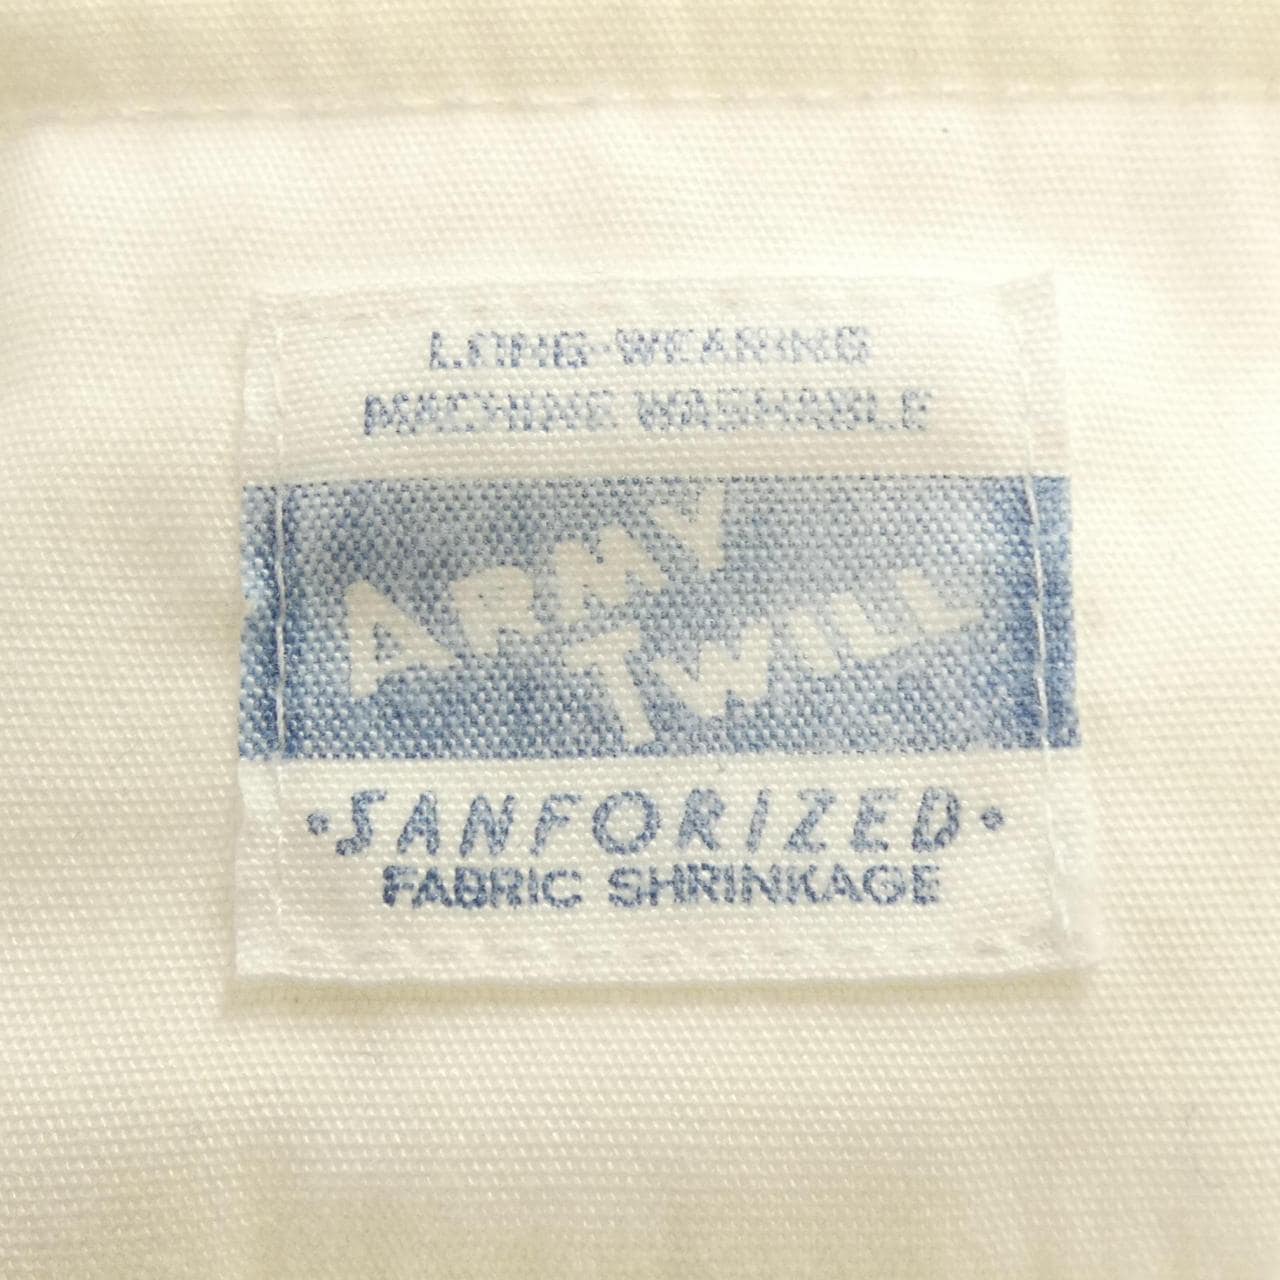 LONG-WEARING
MACHINE WASHABLE
ARMY
TWILL
•SANFORIZED•
FABRIC SHRINKAGE